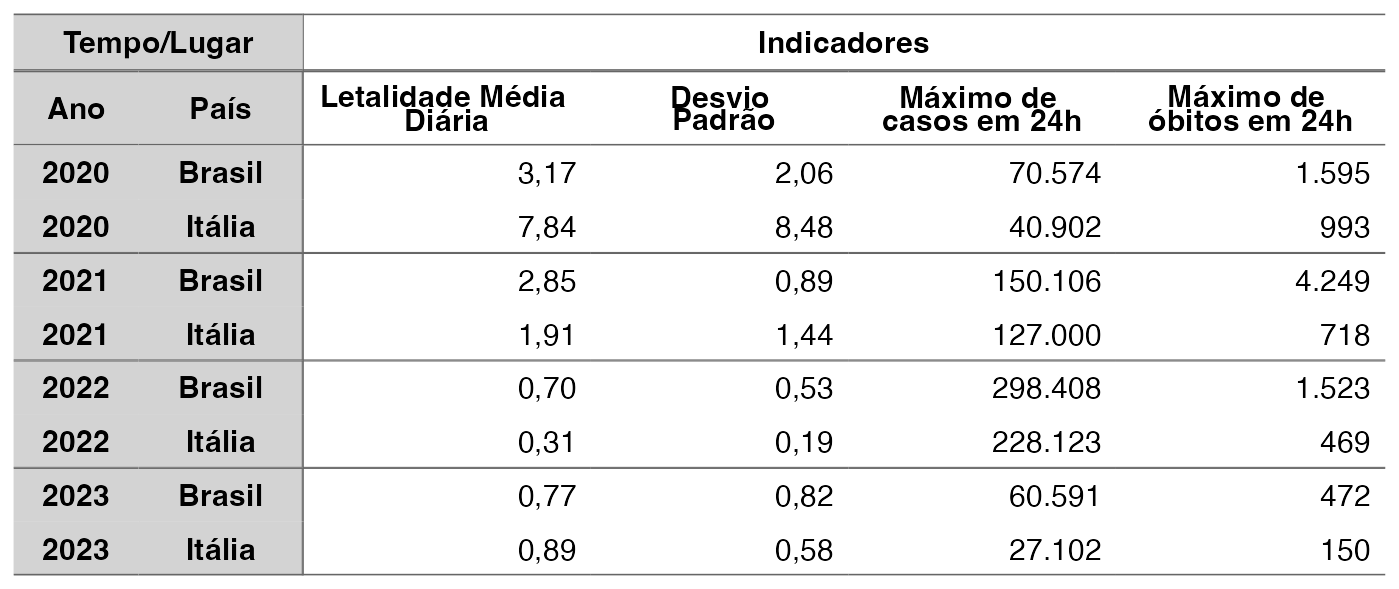 Tempo/Lugar Indicadores
Ano País Letalidade Média Diária Desvio Padrão Máximo de casos em 24h Máximo de óbitos em 24h
2020 Brasil 3,17 2,06 70.574 1.595
2020 Itália 7,84 8,48 40.902 993
2021 Brasil 2,85 0,89 150.106 4.249
2021 Itália 1,91 1,44 127.000 718
2022 Brasil 0,70 0,53 298.408 1.523
2022 Itália 0,31 0,19 228.123 469
2023 Brasil 0,77 0,82 60.591 472
2023 Itália 0,89 0,58 27.102 150